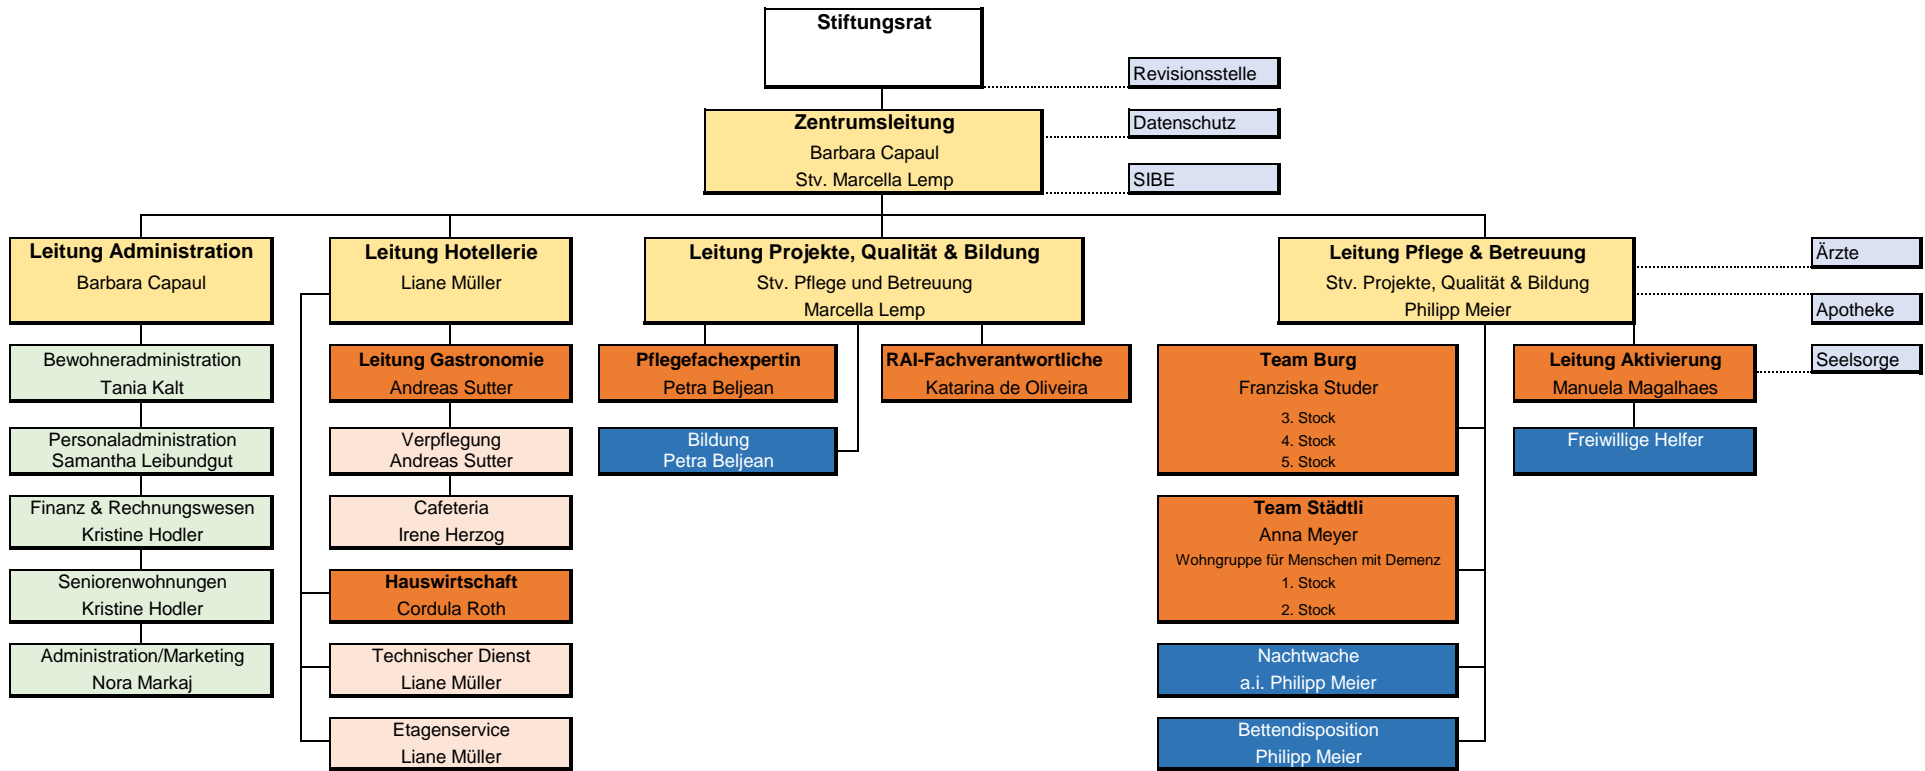 Stiftungsrat
Revisionsstelle
Zentrumsleitung
Barbara Capaul
Stv. Marcella Lemp
Datenschutz
SIBE
Leitung Administration
Barbara Capaul
Leitung Hotellerie
Liane Müller
Leitung Projekte, Qualität & Bildung
Stv. Pflege und Betreuung
Marcella Lemp
Leitung Pflege & Betreuung
Stv. Projekte, Qualität & Bildung
Philipp Meier
Ärzte
Apotheke
Seelsorge
Bewohneradministration
Tania Kalt
Personaladministration
Samantha Leibundgut
Finanz & Rechnungswesen
Kristine Hodler
Seniorenwohnungen
Kristine Hodler
Administration/Marketing
Nora Markaj
Leitung Gastronomie
Andreas Sutter
Verpflegung
Andreas Sutter
Cafeteria
Irene Herzog
Hauswirtschaft
Cordula Roth
Technischer Dienst
Liane Müller
Etagenservice
Liane Müller
Pflegefachexpertin
Petra Beljean
Bildung
Petra Beljean
RAI-Fachverantwortliche
Katarina de Oliveira
Team Burg
Franziska Studer
3. Stock
4. Stock
5. Stock
Team Städtli
Anna Meyer
Wohngruppe für Menschen mit Demenz
1. Stock
2. Stock
Nachtwache
a.i. Philipp Meier
Bettendisposition
Philipp Meier
Leitung Aktivierung
Manuela Magalhaes
Freiwillige Helfer